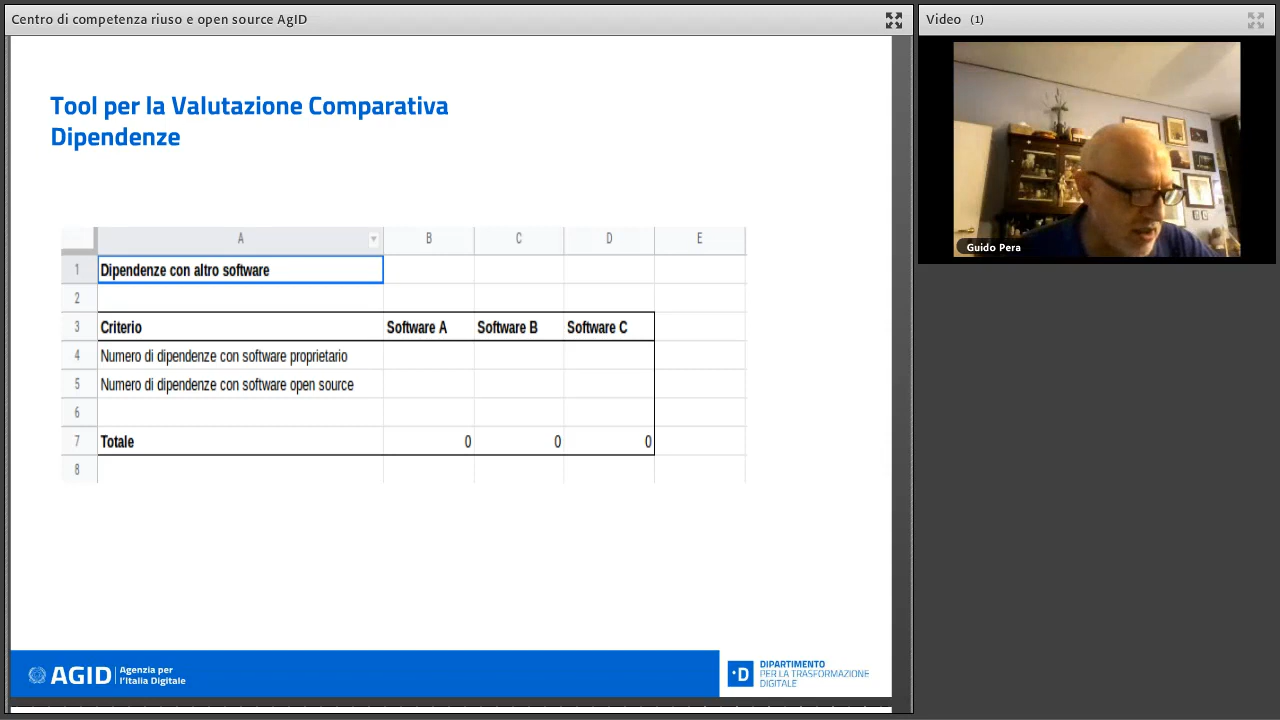 Centro di competenza riuso e open source AgID
Video (1)
Tool per la Valutazione Comparativa
Dipendenze
A B C D E
1 Dipendenze con altro software
2
3 Criterio Software A Software B Software C
4 Numero di dipendenze con software proprietario
5 Numero di dipendenze con software open source
6
7 Totale 0 0 0
8
Guido Pera
AGID Agenzia per
l'Italia Digitale
D DIPARTIMENTO
PER LA TRASFORMAZIONE
DIGITALE